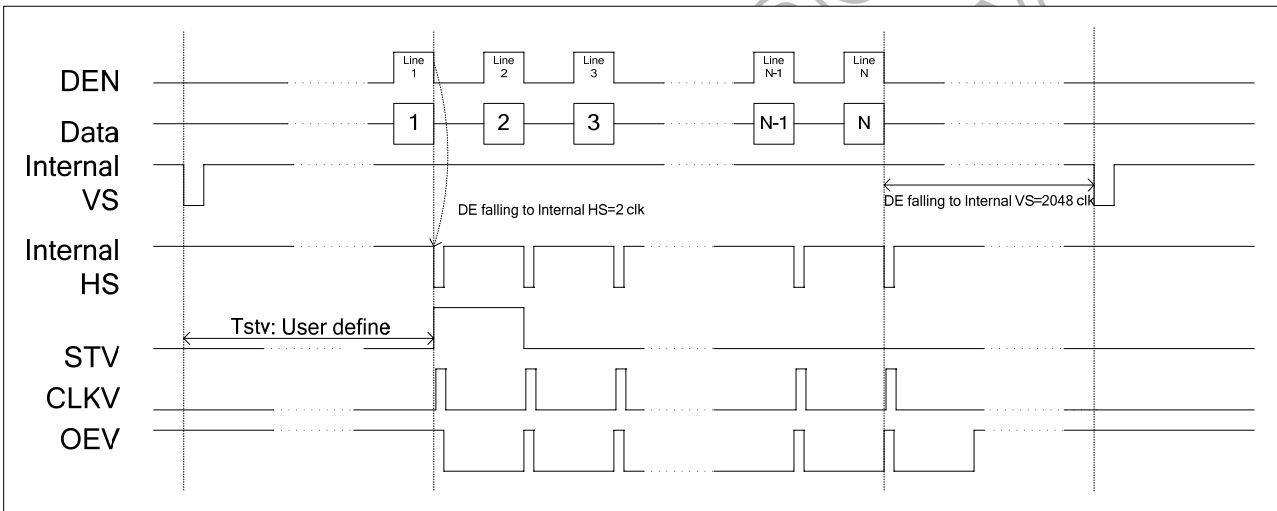 DEN
Line
1
Line
2
Line
3
Line
N-1
Line
N
Data
1
2
3
N-1
N
Internal
VS
DE falling to Internal HS=2 clk
DE falling to Internal VS=2048 clk
Internal
HS
Tstv: User define
STV
CLKV
OEV